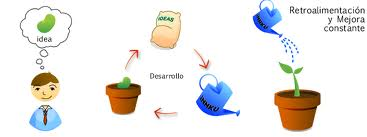 idea
IDEAS
Desarrollo
Retroalimentación
y Mejora
constante